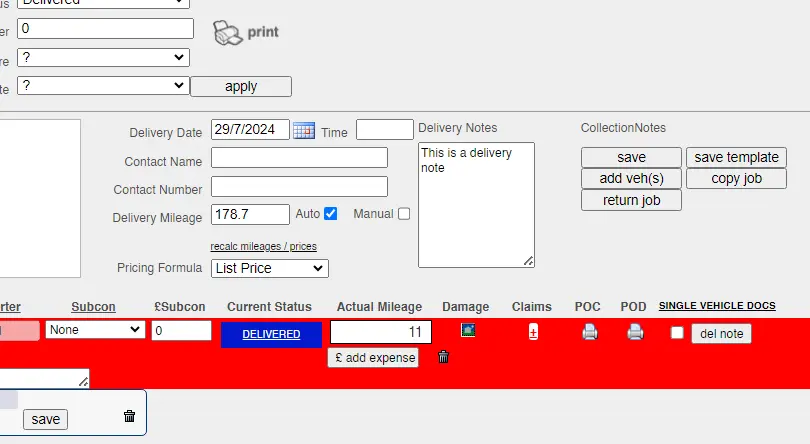 us Delivered
er 0
print
re ?
te ?
apply
Delivery Date 29/7/2024 Time Delivery Notes CollectionNotes
This is a delivery
note
save save template
Contact Name
add veh(s) copy job
Contact Number
return job
Delivery Mileage 178.7 Auto Manual
recalc mileages / prices
Pricing Formula List Price
rter Subcon £Subcon Current Status Actual Mileage Damage Claims POC POD SINGLE VEHICLE DOCS
None 0 DELIVERED 11 + del note
£ add expense
save